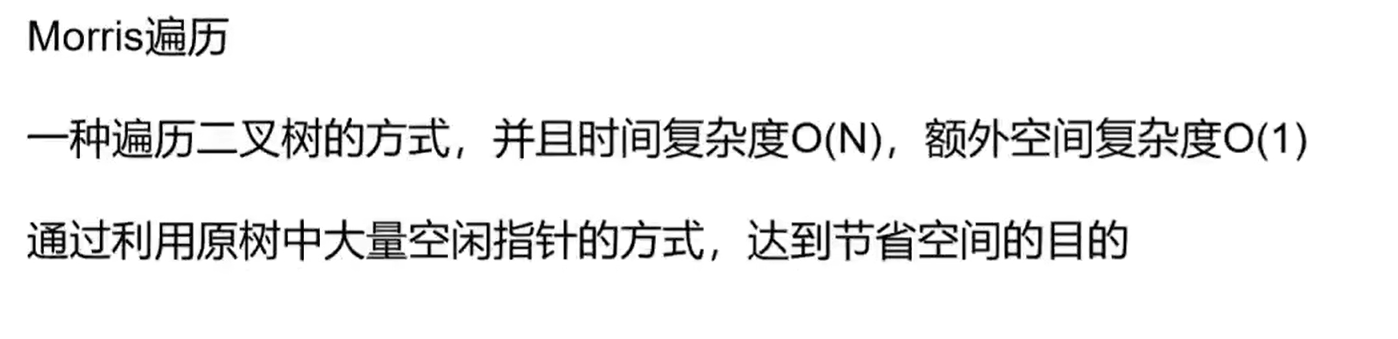 Morris遍历
一种遍历二叉树的方式，并且时间复杂度O(N)，额外空间复杂度O(1)
通过利用原树中大量空闲指针的方式，达到节省空间的目的